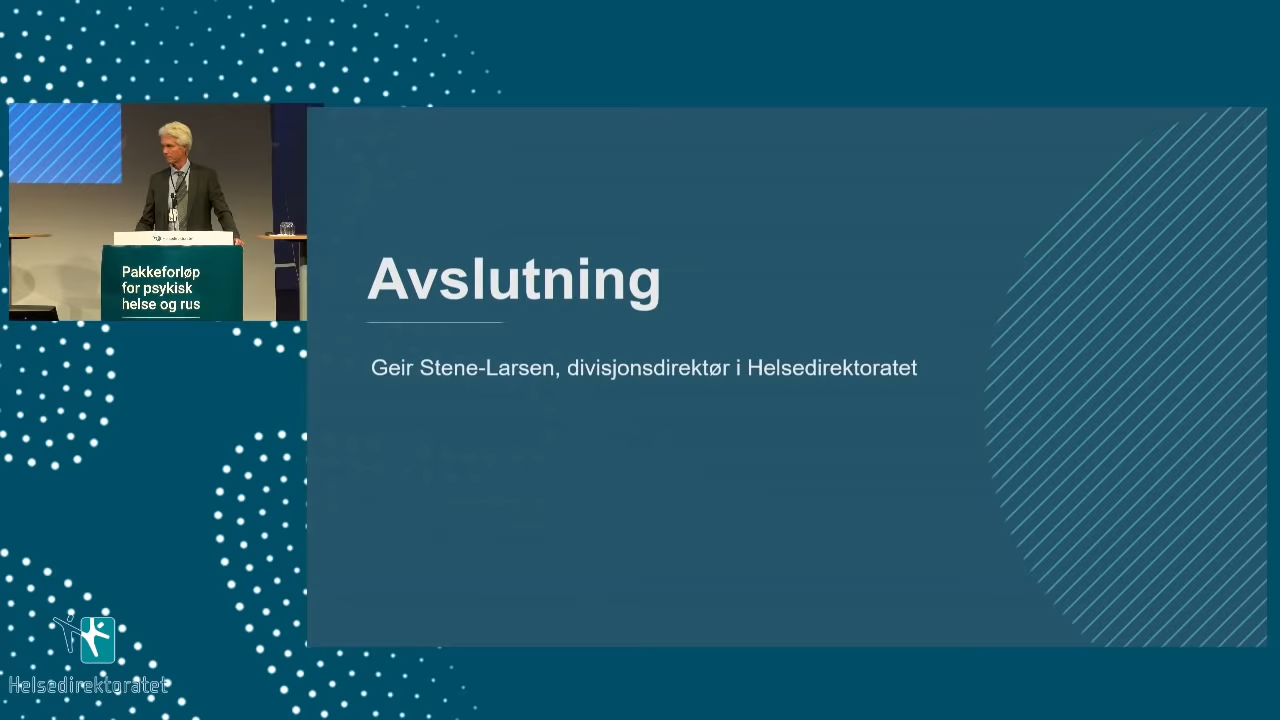 Pakkeforløp
for psykisk
helse og rus
Avslutning
Geir Stene-Larsen, divisjonsdirektør i Helsedirektoratet
Helsedirektoratet